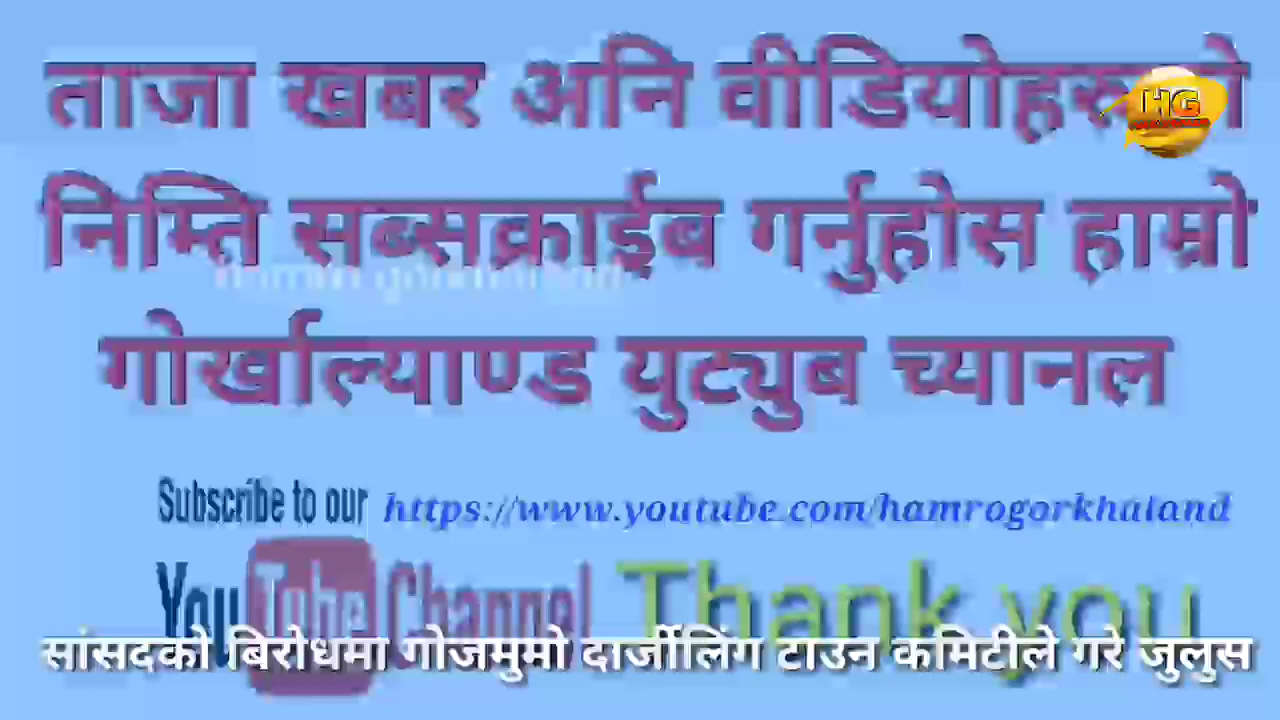 ताजा खबर अनि वीडियोहरुको
HG
निम्ति सब्सक्राईब गर्नुहोस हाम्रो
गोर्खाल्याण्ड युट्युब च्यानल
Subscribe to our https://www.youtube.com/hamrogorkhaland
YouTube Channel Thank you
सांसदको बिरोधमा गोजमुमो दार्जीलिंग टाउन कमिटीले गरे जुलुस